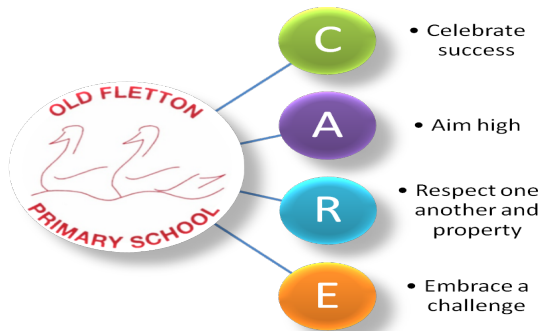 OLD FLETTON
PRIMARY SCHOOL
C
• Celebrate
success
A
• Aim high
R
• Respect one
another and
property
E
• Embrace a
challenge